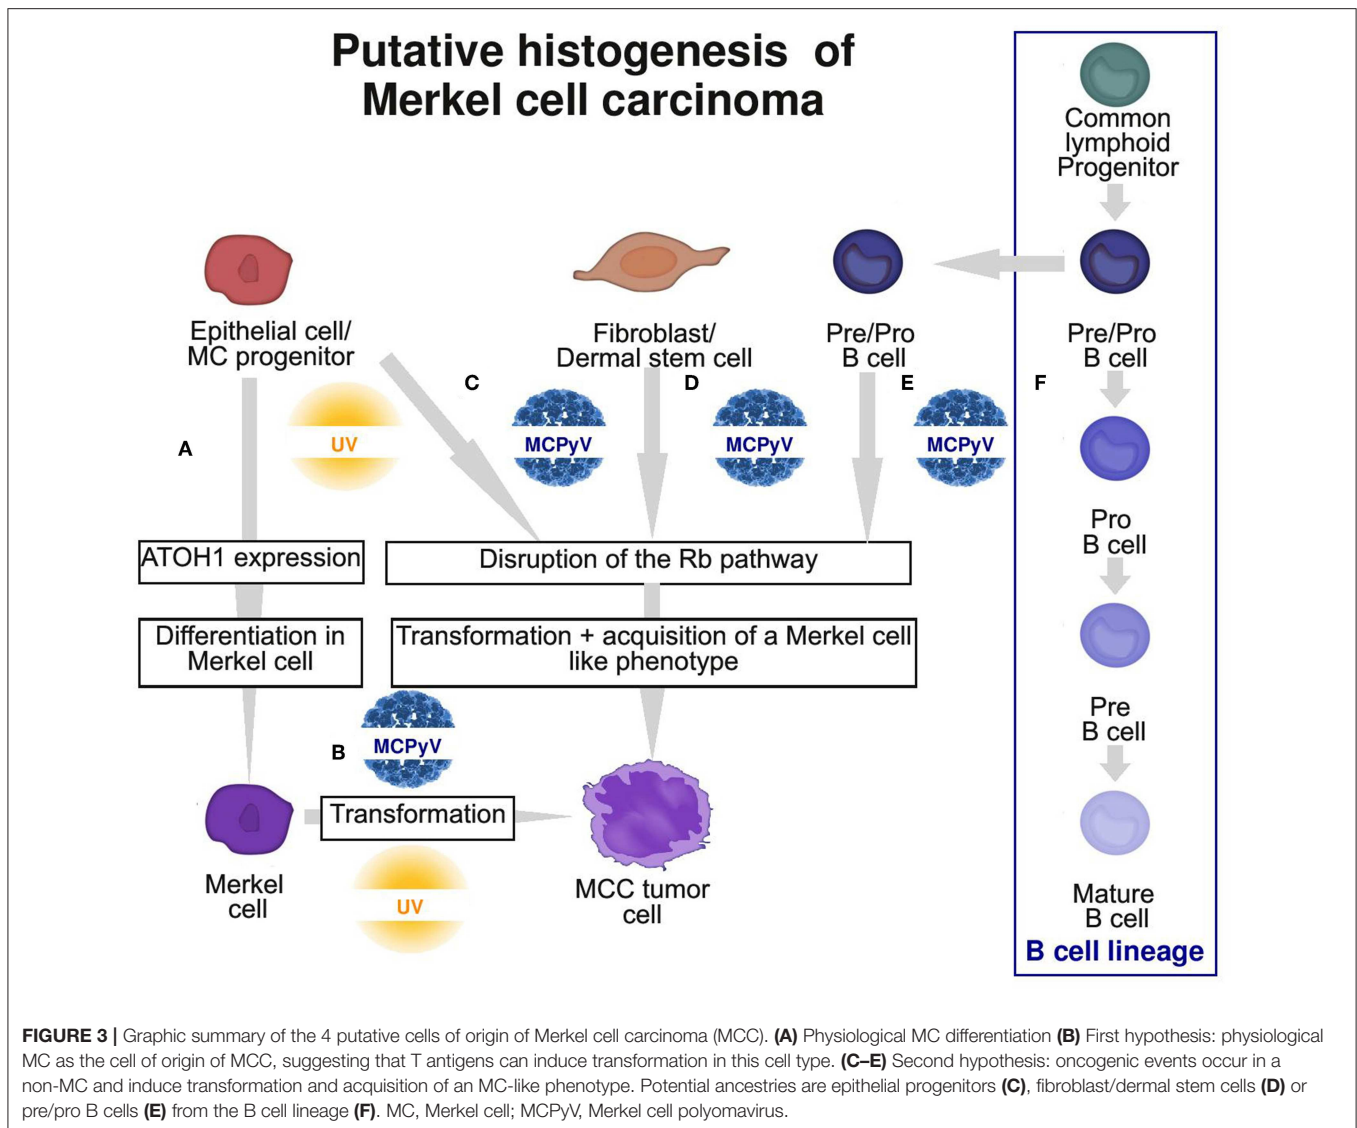 Putative histogenesis of
Merkel cell carcinoma
Common
lymphoid
Progenitor
Epithelial cell/
MC progenitor
Fibroblast/
Dermal stem cell
Pre/Pro
B cell
Pre/Pro
B cell
A
UV
C
MCPyV
D
MCPyV
E
MCPyV
F
Pro
B cell
ATOH1 expression
Disruption of the Rb pathway
Differentiation in
Merkel cell
Transformation + acquisition of a Merkel cell
like phenotype
Pre
B cell
B
MCPyV
Transformation
UV
Merkel
cell
MCC tumor
cell
Mature
B cell
B cell lineage
FIGURE 3 | Graphic summary of the 4 putative cells of origin of Merkel cell carcinoma (MCC). (A) Physiological MC differentiation (B) First hypothesis: physiological
MC as the cell of origin of MCC, suggesting that T antigens can induce transformation in this cell type. (C–E) Second hypothesis: oncogenic events occur in a
non-MC and induce transformation and acquisition of an MC-like phenotype. Potential ancestries are epithelial progenitors (C), fibroblast/dermal stem cells (D) or
pre/pro B cells (E) from the B cell lineage (F). MC, Merkel cell; MCPyV, Merkel cell polyomavirus.